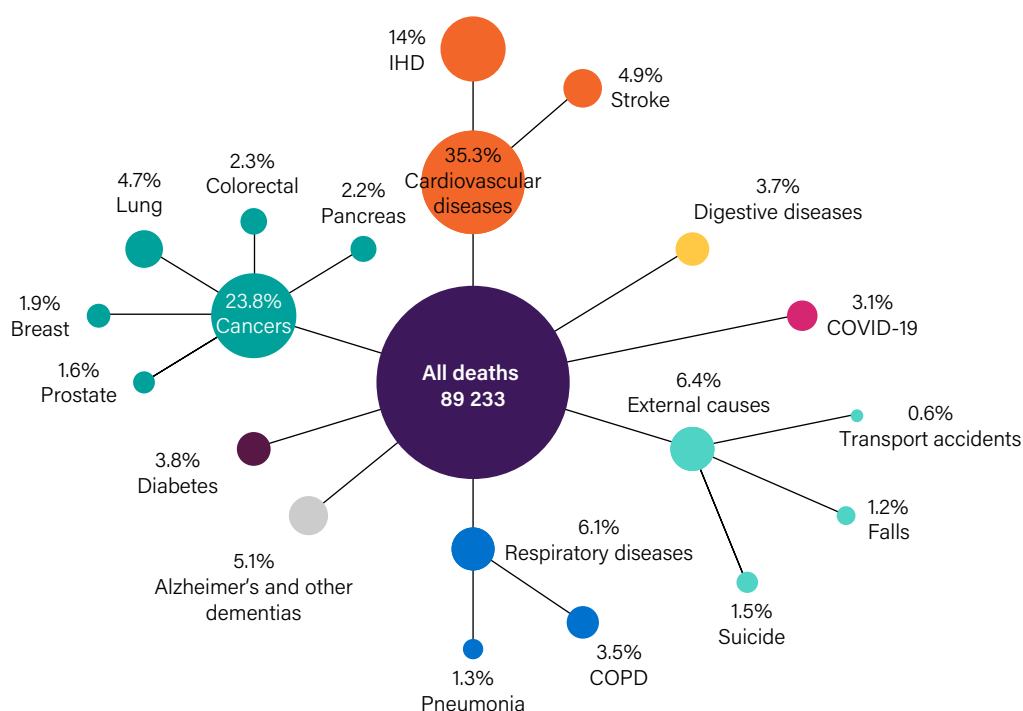 14%
IHD
4.9%
Stroke
35.3%
Cardiovascular
diseases
2.3%
Colorectal
4.7%
Lung
2.2%
Pancreas
1.9%
Breast
23.8%
Cancers
1.6%
Prostate
3.7%
Digestive diseases
3.1%
COVID-19
All deaths
89 233
6.4%
External causes
0.6%
Transport accidents
1.2%
Falls
1.5%
Suicide
3.8%
Diabetes
5.1%
Alzheimer's and other
dementias
6.1%
Respiratory diseases
3.5%
COPD
1.3%
Pneumonia